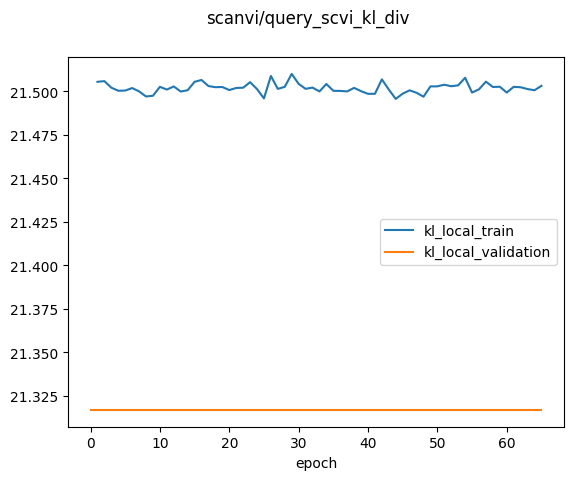 scanvi/query_scvi_kl_div
21.500
21.475
21.450
21.425
21.400
21.375
21.350
21.325
kl_local_train
kl_local_validation
0 10 20 30 40 50 60
epoch